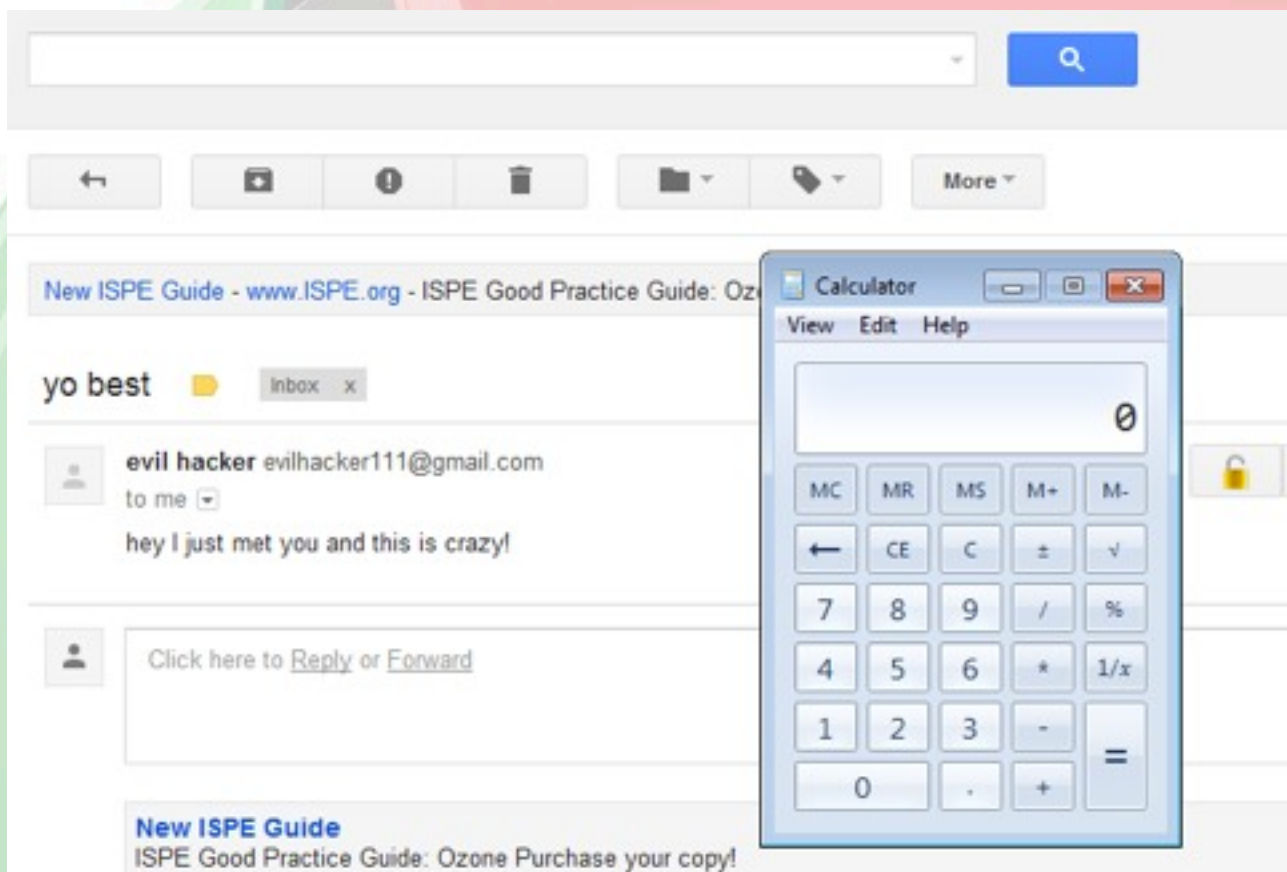 More
New ISPE Guide - www.ISPE.org - ISPE Good Practice Guide: Oz
yo best Inbox x
evil hacker evilhacker111@gmail.com
to me
hey I just met you and this is crazy!
Click here to Reply or Forward
New ISPE Guide
ISPE Good Practice Guide: Ozone Purchase your copy!
Calculator
View Edit Help
0
MC MR MS M+ M-
← CE C ± √
7 8 9 / %
4 5 6 * 1/x
1 2 3 - =
0 . +